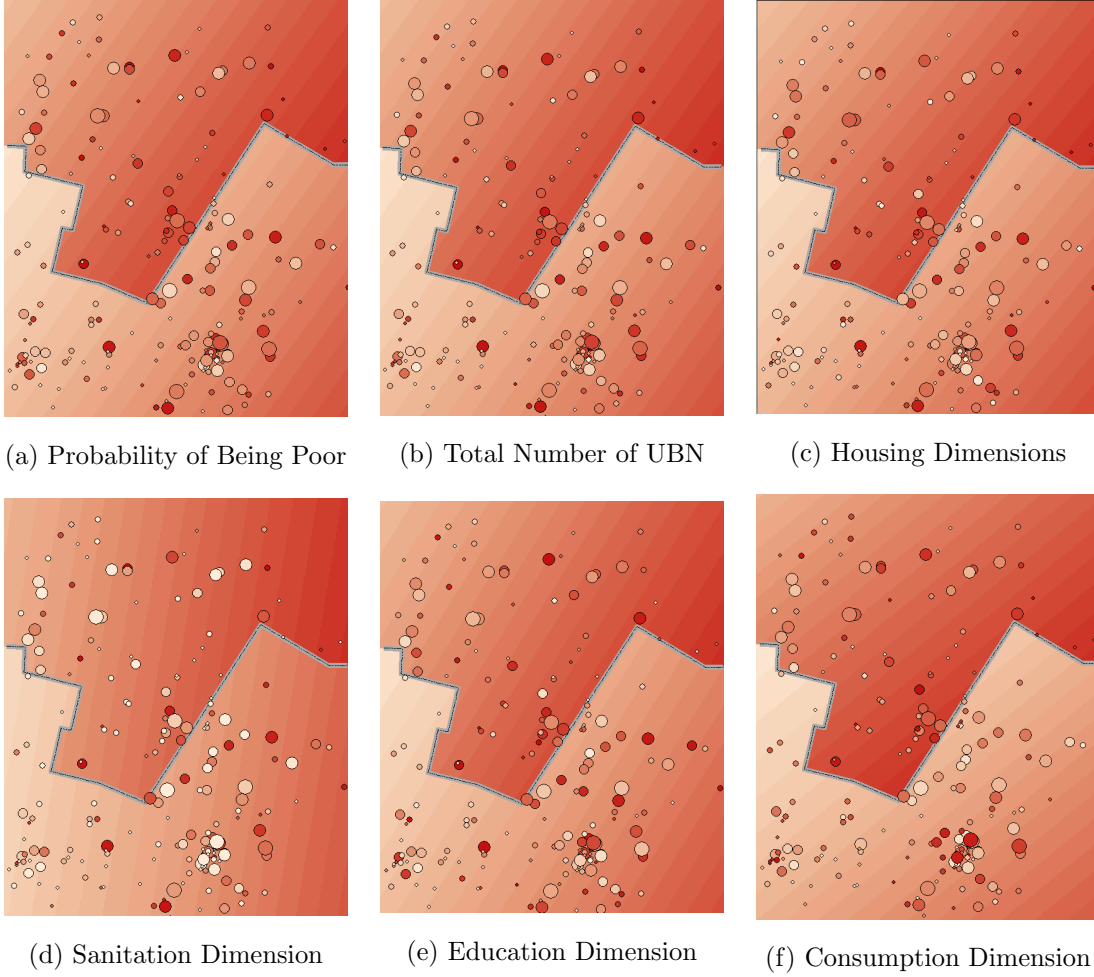 (a) Probability of Being Poor
(b) Total Number of UBN
(c) Housing Dimensions
(d) Sanitation Dimension
(e) Education Dimension
(f) Consumption Dimension